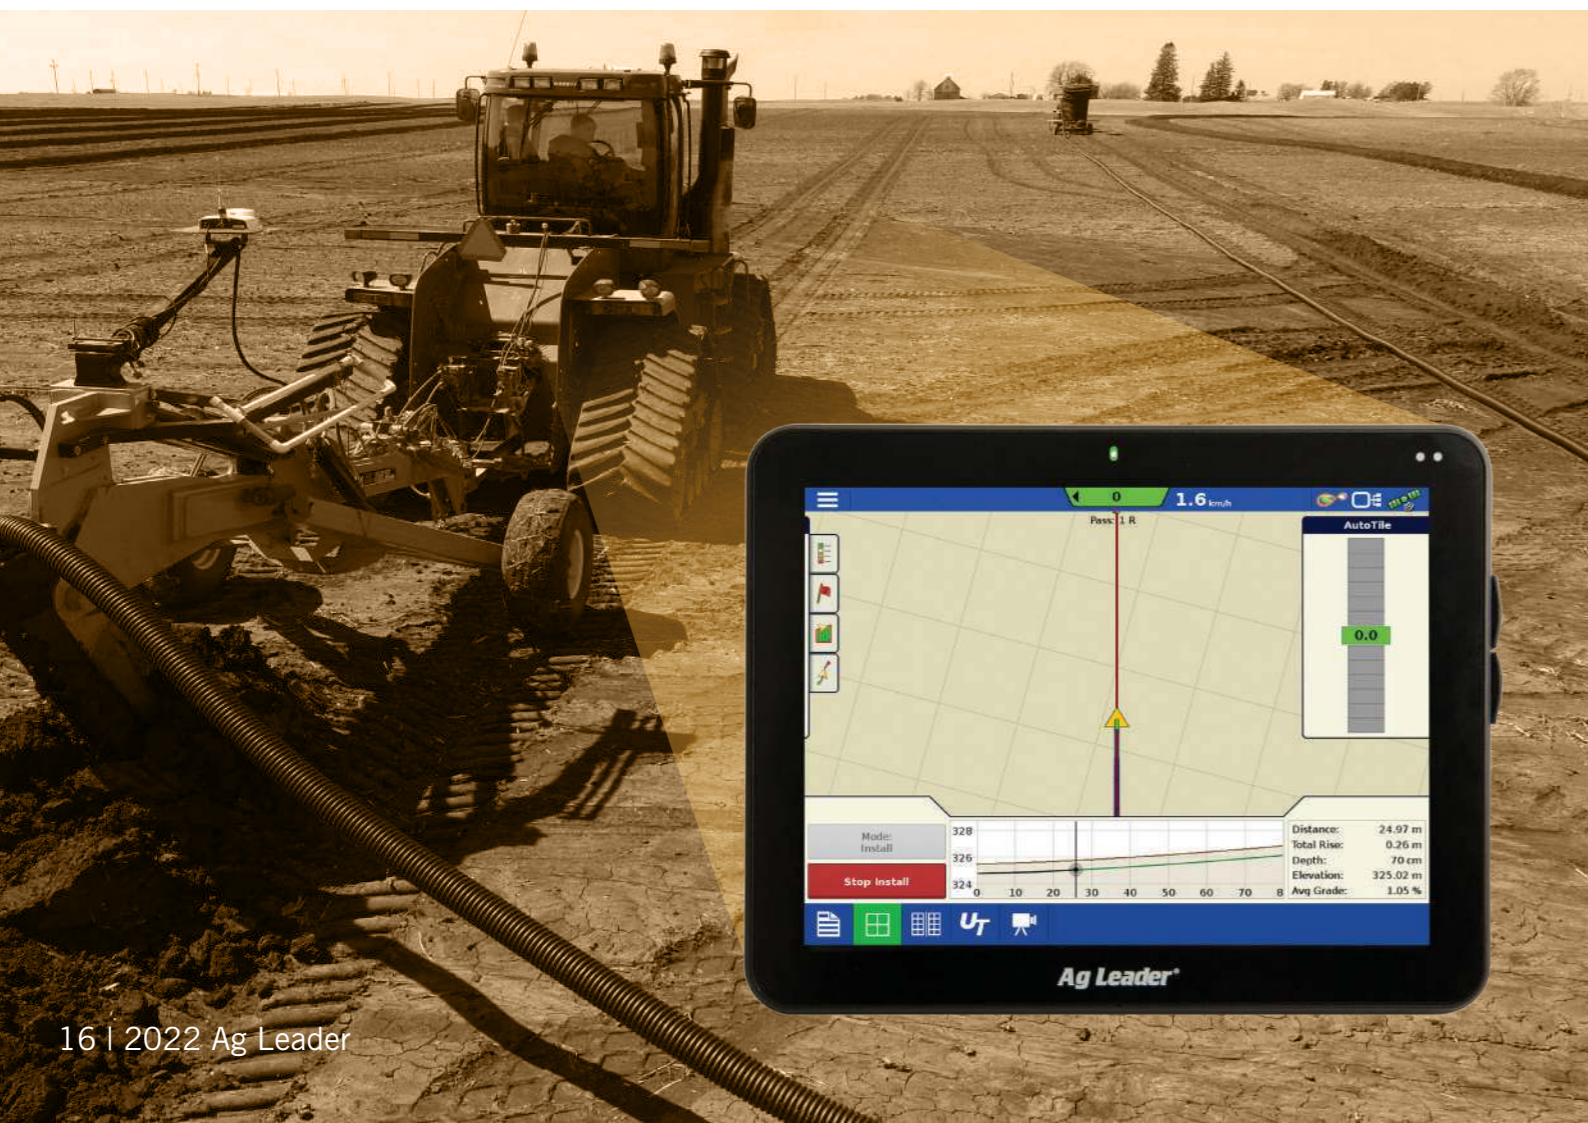 0
1.6 km/h
Pass: 1 R
AutoTile
0.0
Mode:
Install
Stop Install
328
326
324
0 10 20 30 40 50 60 70 8
Distance: 24.97 m
Total Rise: 0.26 m
Depth: 70 cm
Elevation: 325.02 m
Avg Grade: 1.05 %
UT
Ag Leader®
16 | 2022 Ag Leader